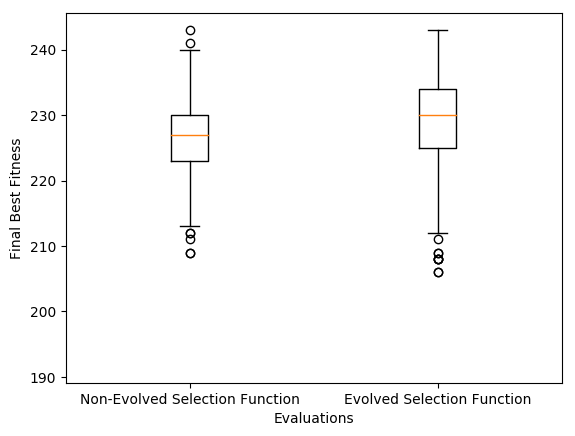 Final Best Fitness
240
230
220
210
200
190
Non-Evolved Selection Function Evolved Selection Function
Evaluations